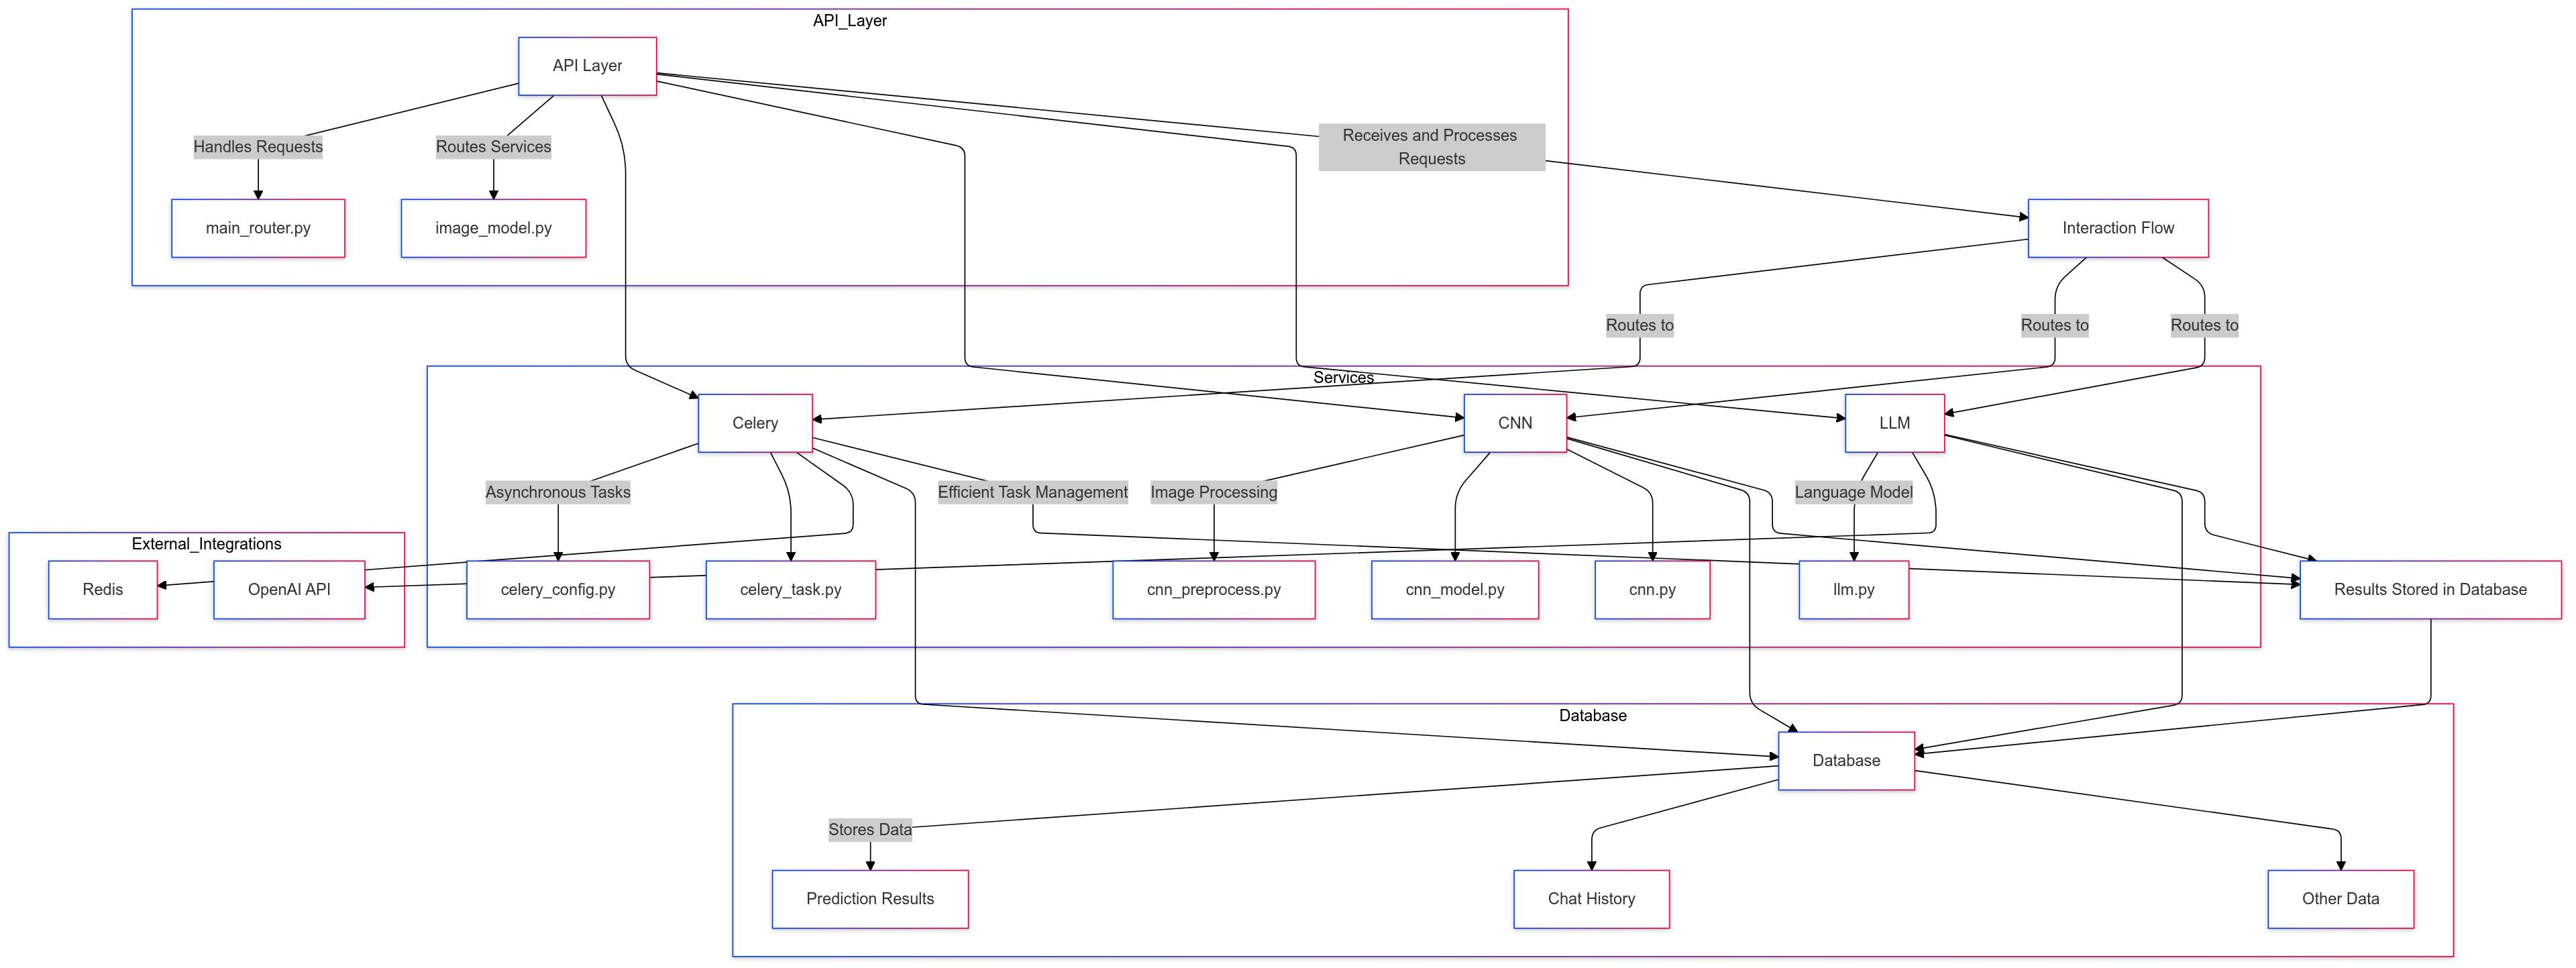 API_Layer
API Layer
Handles Requests
Routes Services
Receives and Processes
Requests
main_router.py
image_model.py
Interaction Flow
Routes to
Routes to
Routes to
Services
Celery
CNN
LLM
Asynchronous Tasks
Efficient Task Management
Image Processing
Language Model
External_Integrations
Redis
OpenAI API
celery_config.py
celery_task.py
cnn_preprocess.py
cnn_model.py
cnn.py
llm.py
Results Stored in Database
Database
Database
Stores Data
Prediction Results
Chat History
Other Data